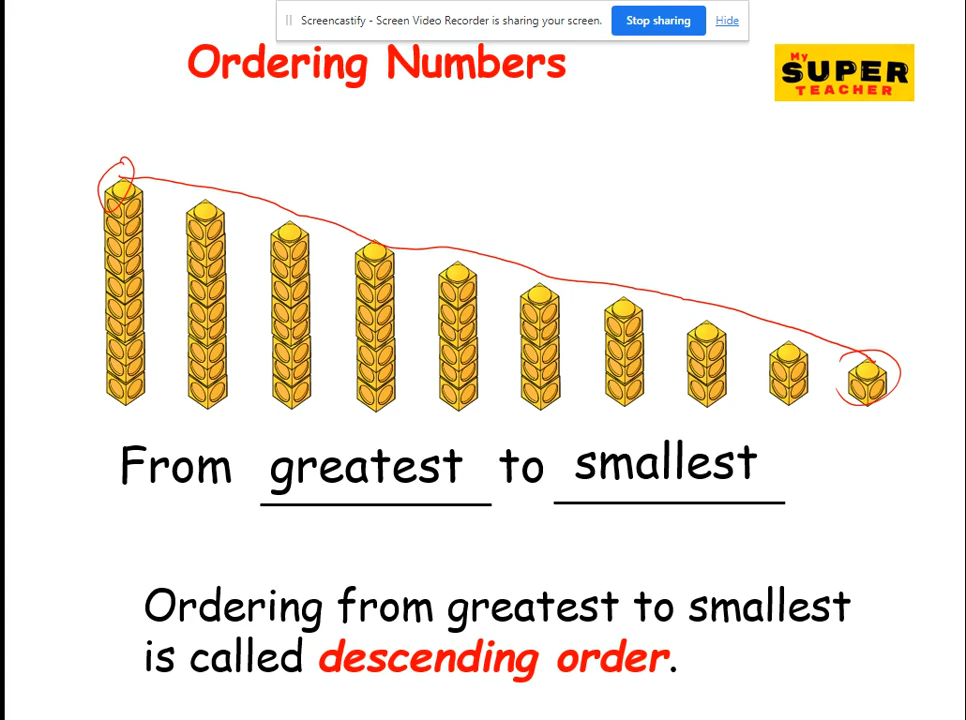 Screencastify - Screen Video Recorder is sharing your screen. Stop sharing Hide
Ordering Numbers
My
SUPER
TEACHER
From greatest to smallest
Ordering from greatest to smallest
is called descending order.